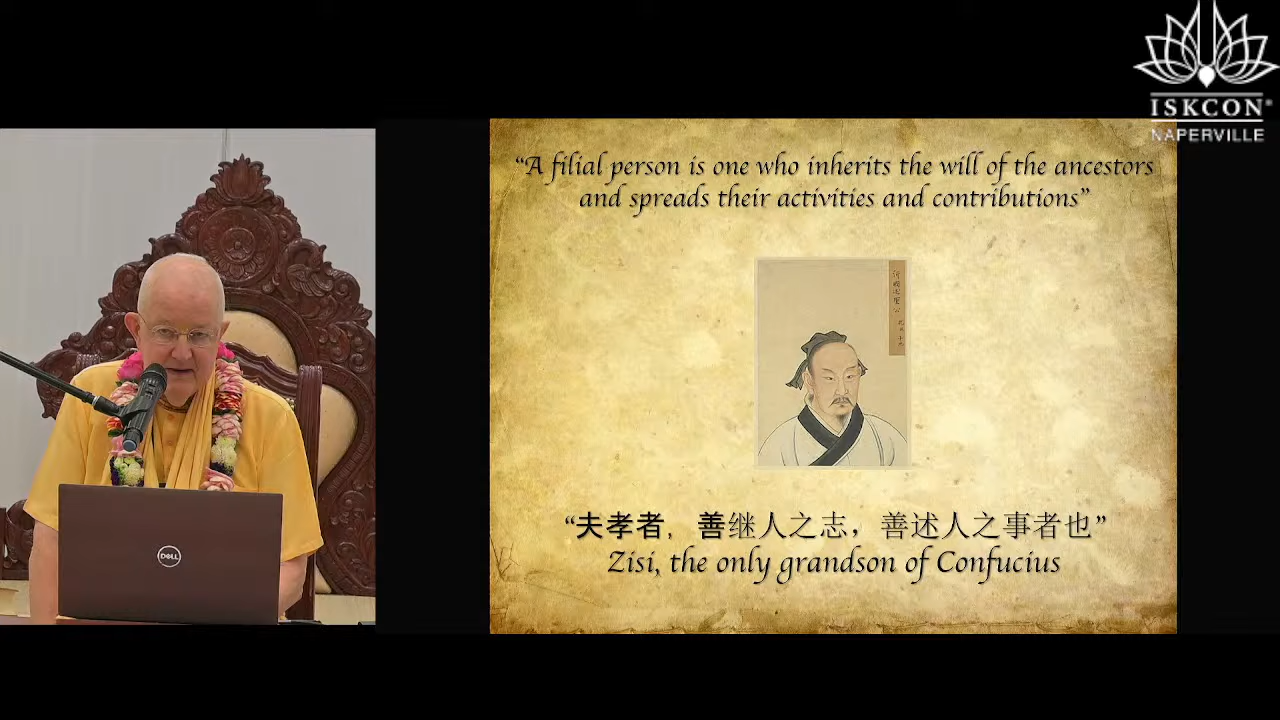 ISKCON®
NAPERVILLE
“A filial person is one who inherits the will of the ancestors
and spreads their activities and contributions”
“夫孝者，善继人之志，善述人之事者也”
Zisi, the only grandson of Confucius
DELL